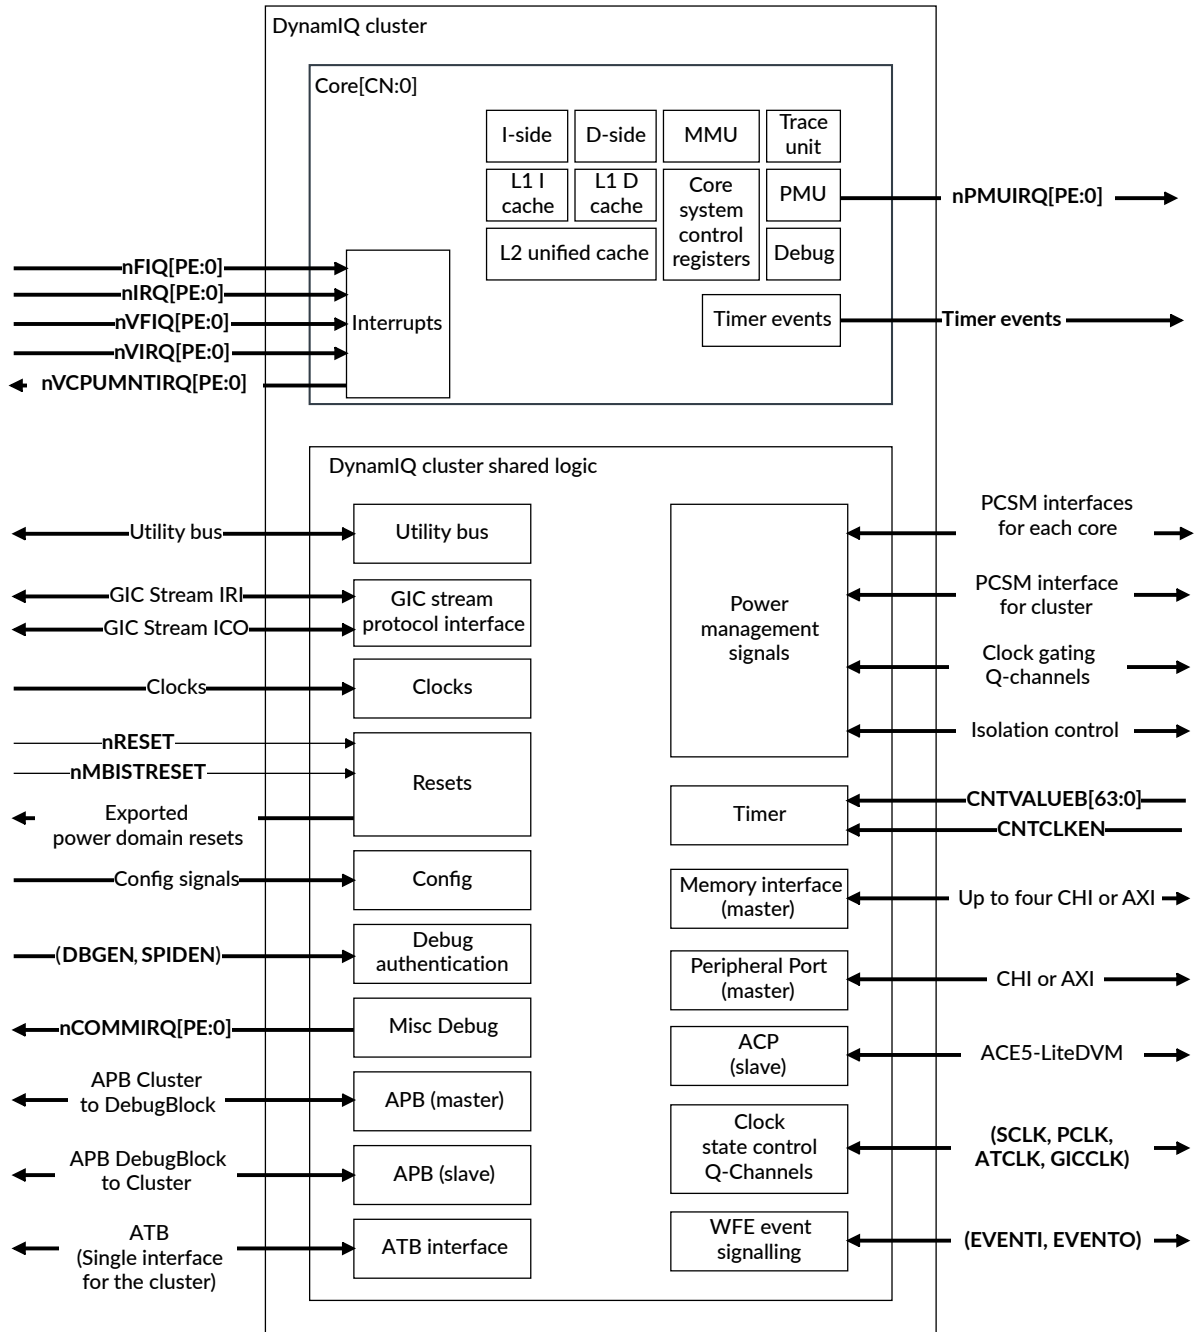 DynamIQ cluster
Core[CN:0]
I-side
D-side
MMU
Trace
unit
L1 I
cache
L1 D
cache
Core
system
control
registers
PMU
nPMUIRQ[PE:0]
L2 unified cache
Debug
nFIQ[PE:0]
nIRQ[PE:0]
nVFIQ[PE:0]
nVIRQ[PE:0]
nVCPUMNTIRQ[PE:0]
Interrupts
Timer events
Timer events
DynamIQ cluster shared logic
Utility bus
Utility bus
GIC Stream IRI
GIC Stream ICO
GIC stream
protocol interface
Clocks
Clocks
nRESET
nMBISTRESET
Exported
power domain resets
Resets
Config signals
Config
(DBGEN, SPIDEN)
Debug
authentication
nCOMMIRQ[PE:0]
Misc Debug
APB Cluster
to DebugBlock
APB (master)
APB DebugBlock
to Cluster
APB (slave)
ATB
(Single interface
for the cluster)
ATB interface
Power
management
signals
PCSM interfaces
for each core
PCSM interface
for cluster
Clock gating
Q-channels
Isolation control
Timer
CNTVALUEB[63:0]
CNTCLKEN
Memory interface
(master)
Up to four CHI or AXI
Peripheral Port
(master)
CHI or AXI
ACP
(slave)
ACE5-LiteDVM
Clock
state control
Q-Channels
(SCLK, PCLK,
ATCLK, GICCLK)
WFE event
signalling
(EVENTI, EVENTO)